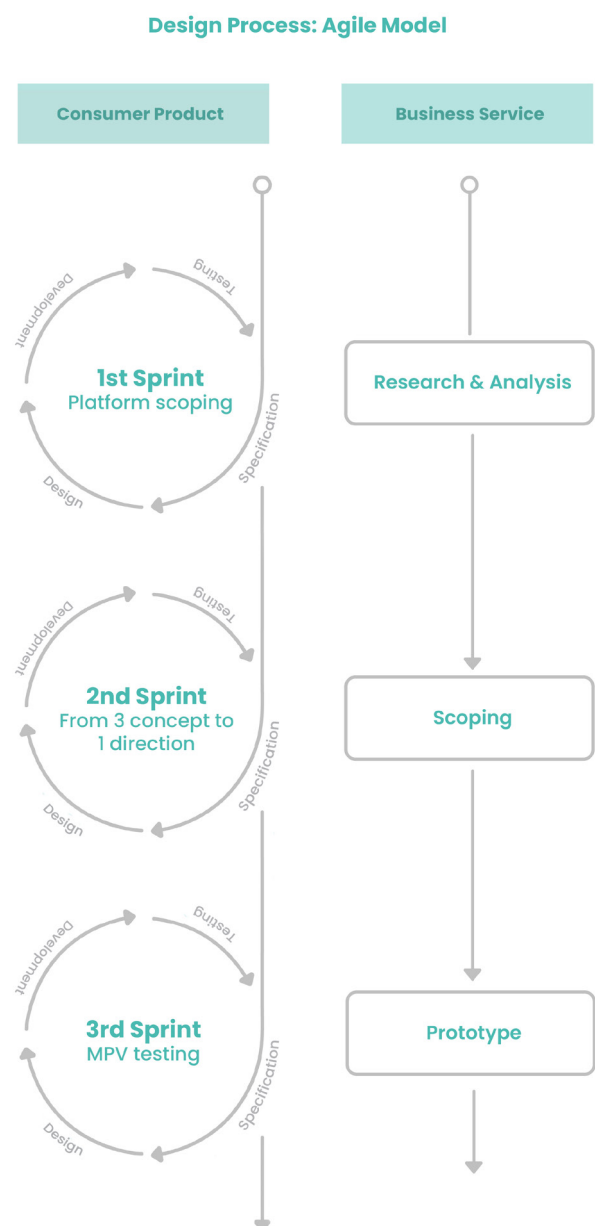 Design Process: Agile Model
Consumer Product
Business Service
Development
Testing
1st Sprint
Platform scoping
Specification
Design
Research & Analysis
Development
Testing
2nd Sprint
From 3 concept to
1 direction
Specification
Design
Scoping
Development
Testing
3rd Sprint
MPV testing
Specification
Design
Prototype